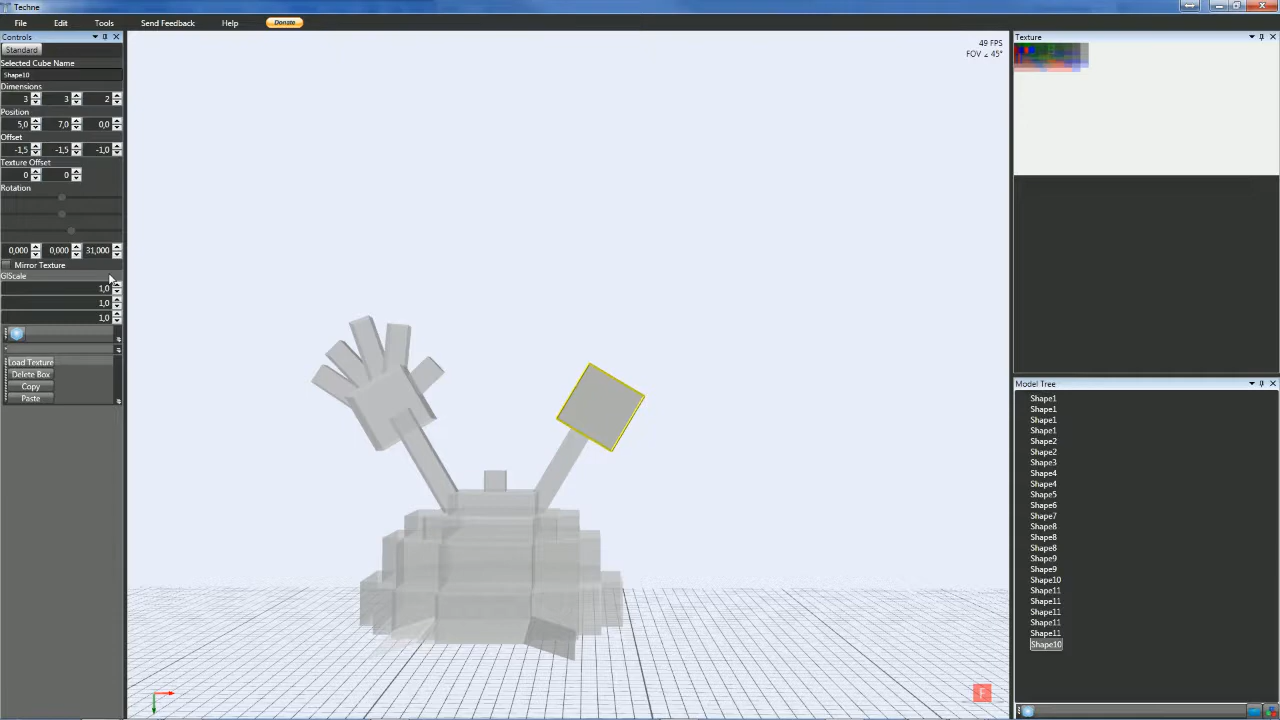 Techne
File Edit Tools Send Feedback Help Donate
Controls
Standard
Selected Cube Name
Shape10
Dimensions
3 3 2
Position
5,0 7,0 0,0
Offset
-1,5 -1,5 -1,0
Texture Offset
0 0
Rotation
0,000 0,000 31,000
Mirror Texture
GlScale
1,0
1,0
1,0
Load Texture
Delete Box
Copy
Paste
49 FPS
FOV ∠ 45°
F
Texture
Model Tree
Shape1
Shape1
Shape1
Shape1
Shape2
Shape2
Shape3
Shape4
Shape4
Shape5
Shape6
Shape7
Shape8
Shape8
Shape8
Shape9
Shape9
Shape10
Shape11
Shape11
Shape11
Shape11
Shape11
Shape10